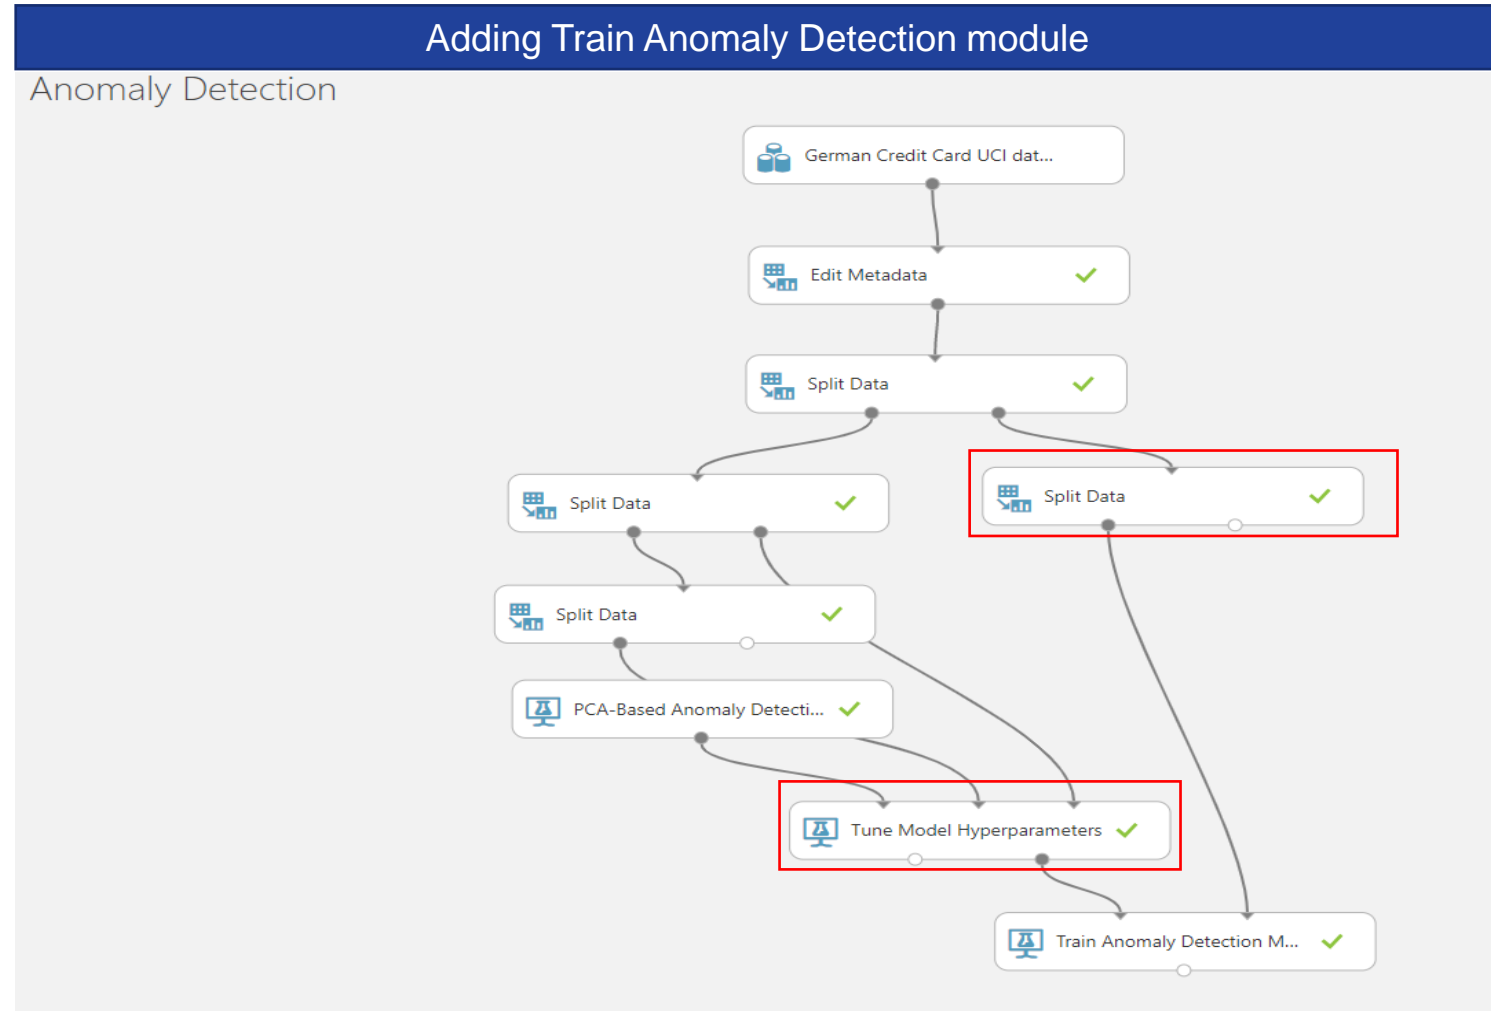 Adding Train Anomaly Detection module
Anomaly Detection
German Credit Card UCI dat...
Edit Metadata
Split Data
Split Data
Split Data
Split Data
PCA-Based Anomaly Detecti...
Tune Model Hyperparameters
Train Anomaly Detection M...